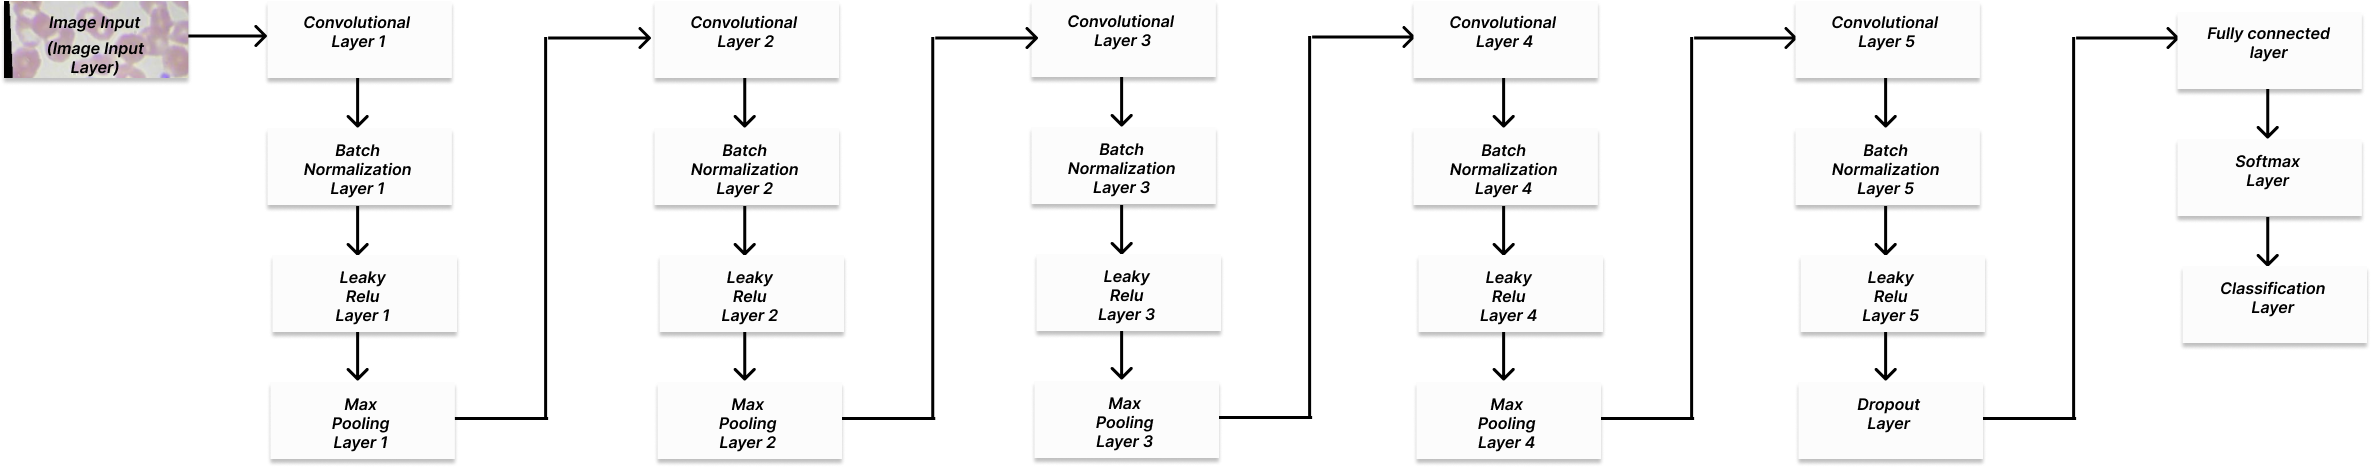 Image Input
(Image Input
Layer)
Convolutional
Layer 1
Batch
Normalization
Layer 1
Leaky
Relu
Layer 1
Max
Pooling
Layer 1
Convolutional
Layer 2
Batch
Normalization
Layer 2
Leaky
Relu
Layer 2
Max
Pooling
Layer 2
Convolutional
Layer 3
Batch
Normalization
Layer 3
Leaky
Relu
Layer 3
Max
Pooling
Layer 3
Convolutional
Layer 4
Batch
Normalization
Layer 4
Leaky
Relu
Layer 4
Max
Pooling
Layer 4
Convolutional
Layer 5
Batch
Normalization
Layer 5
Leaky
Relu
Layer 5
Dropout
Layer
Fully connected
layer
Softmax
Layer
Classification
Layer